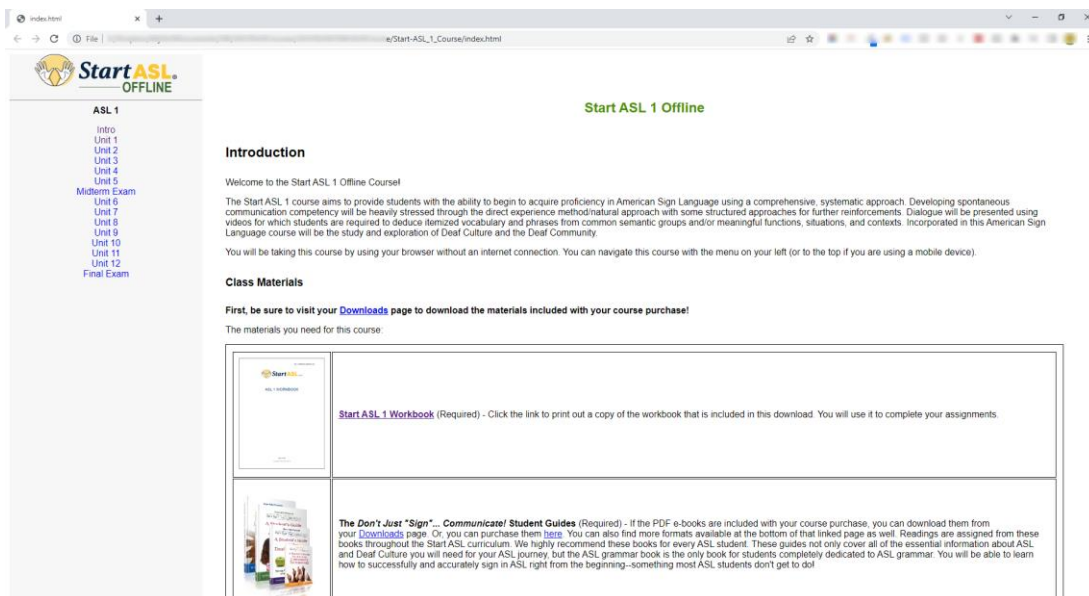 index.html
File
e/Start-ASL_1_Course/index.html
Start ASL.
OFFLINE
ASL 1
Intro
Unit 1
Unit 2
Unit 3
Unit 4
Unit 5
Midterm Exam
Unit 6
Unit 7
Unit 8
Unit 9
Unit 10
Unit 11
Unit 12
Final Exam
Start ASL 1 Offline
Introduction
Welcome to the Start ASL 1 Offline Course!
The Start ASL 1 course aims to provide students with the ability to begin to acquire proficiency in American Sign Language using a comprehensive, systematic approach. Developing spontaneous
communication competency will be heavily stressed through the direct experience method/natural approach with some structured approaches for further reinforcements. Dialogue will be presented using
videos for which students are required to deduce itemized vocabulary and phrases from common semantic groups and/or meaningful functions, situations, and contexts. Incorporated in this American Sign
Language course will be the study and exploration of Deaf Culture and the Deaf Community.
You will be taking this course by using your browser without an internet connection. You can navigate this course with the menu on your left (or to the top if you are using a mobile device).
Class Materials
First, be sure to visit your Downloads page to download the materials included with your course purchase!
The materials you need for this course:
Start ASL
ASL 1 WORKBOOK
Start ASL 1 Workbook (Required) - Click the link to print out a copy of the workbook that is included in this download. You will use it to complete your assignments.
The Don't Just "Sign"... Communicate! Student Guides (Required) - If the PDF e-books are included with your course purchase, you can download them from
your Downloads page. Or, you can purchase them here. You can also find more formats available at the bottom of that linked page as well. Readings are assigned from these
books throughout the Start ASL curriculum. We highly recommend these books for every ASL student. These guides not only cover all of the essential information about ASL
and Deaf Culture you will need for your ASL journey, but the ASL grammar book is the only book for students completely dedicated to ASL grammar. You will be able to learn
how to successfully and accurately sign in ASL right from the beginning--something most ASL students don't get to do!